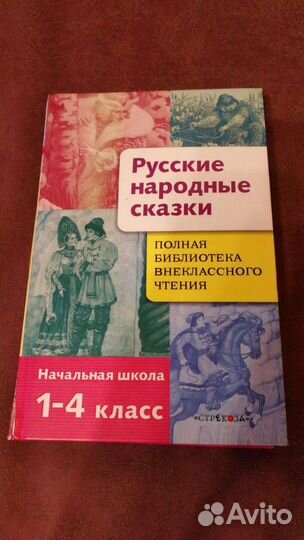 Русские
народные
сказки
ПОЛНАЯ
БИБЛИОТЕКА
ВНЕКЛАССНОГО
ЧТЕНИЯ
Начальная школа
1-4 класс
«СТРЕКОЗА»
Avito